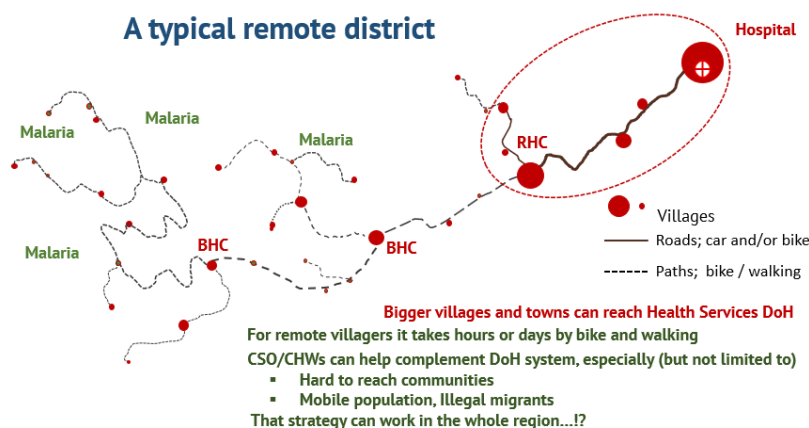 A typical remote district
Hospital
Malaria
Malaria
Malaria
RHC
Villages
BHC
BHC
Malaria
Roads; car and/or bike
Paths; bike / walking
Bigger villages and towns can reach Health Services DoH
For remote villagers it takes hours or days by bike and walking
CSO/CHWs can help complement DoH system, especially (but not limited to)
▪ Hard to reach communities
▪ Mobile population, Illegal migrants
That strategy can work in the whole region...!?